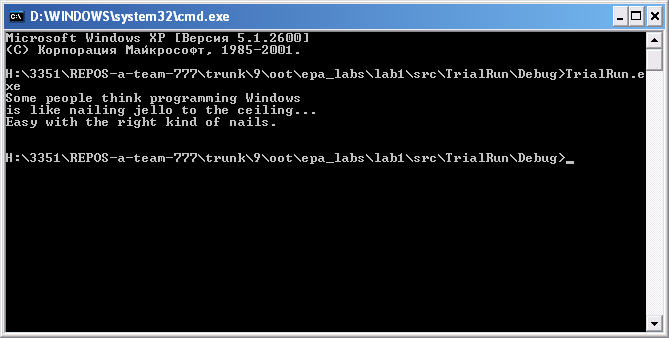 D:\WINDOWS\system32\cmd.exe
Microsoft Windows XP [Версия 5.1.2600]
(С) Корпорация Майкрософт, 1985-2001.
H:\3351\REPOS-a-team-777\trunk\9\oot\epa_labs\lab1\src\TrialRun\Debug>TrialRun.e
xe
Some people think programming Windows
is like nailing jello to the ceiling...
Easy with the right kind of nails.
H:\3351\REPOS-a-team-777\trunk\9\oot\epa_labs\lab1\src\TrialRun\Debug>_